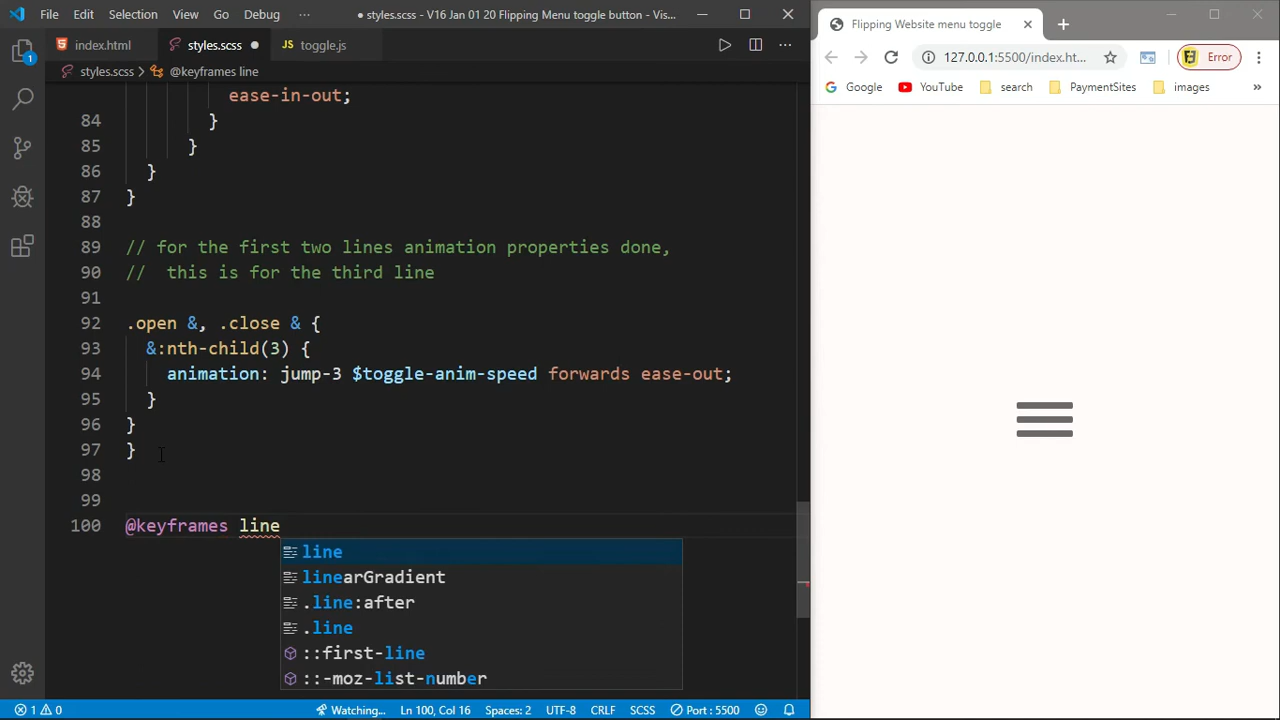 File Edit Selection View Go Debug ··· ● styles.scss - V16 Jan 01 20 Flipping Menu toggle button - Vis...
index.html styles.scss ● toggle.js ···
styles.scss > @keyframes line
ease-in-out;
84 }
85 }
86 }
87 }
88
89 // for the first two lines animation properties done,
90 //  this is for the third line
91
92 .open &, .close & {
93 &:nth-child(3) {
94 animation: jump-3 $toggle-anim-speed forwards ease-out;
95 }
96 }
97 }
98
99
100 @keyframes line
line
linearGradient
.line:after
.line
::first-line
::-moz-list-number
1
1 0 Watching... Ln 100, Col 16 Spaces: 2 UTF-8 CRLF SCSS Port : 5500
Flipping Website menu toggle
127.0.0.1:5500/index.ht... Error
Google YouTube search PaymentSites images »